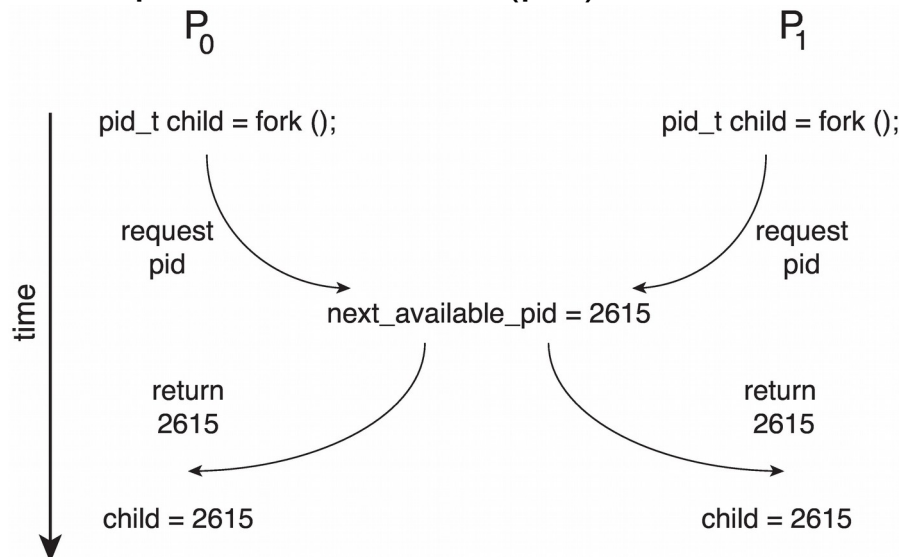 P0 P1
pid_t child = fork (); pid_t child = fork ();
request request
pid pid
next_available_pid = 2615
time
return return
2615 2615
child = 2615 child = 2615